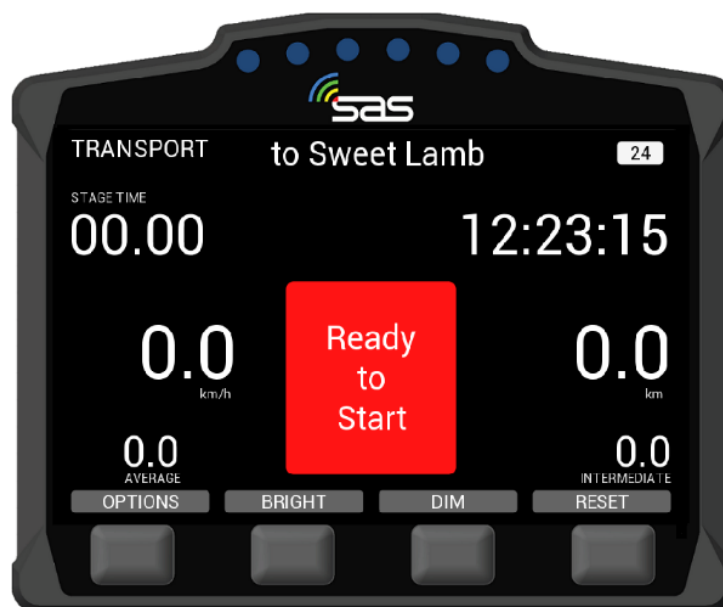 sas
TRANSPORT to Sweet Lamb 24
STAGE TIME
00.00 12:23:15
0.0 km/h
Ready
to
Start
0.0 km
0.0
AVERAGE
0.0
INTERMEDIATE
OPTIONS BRIGHT DIM RESET